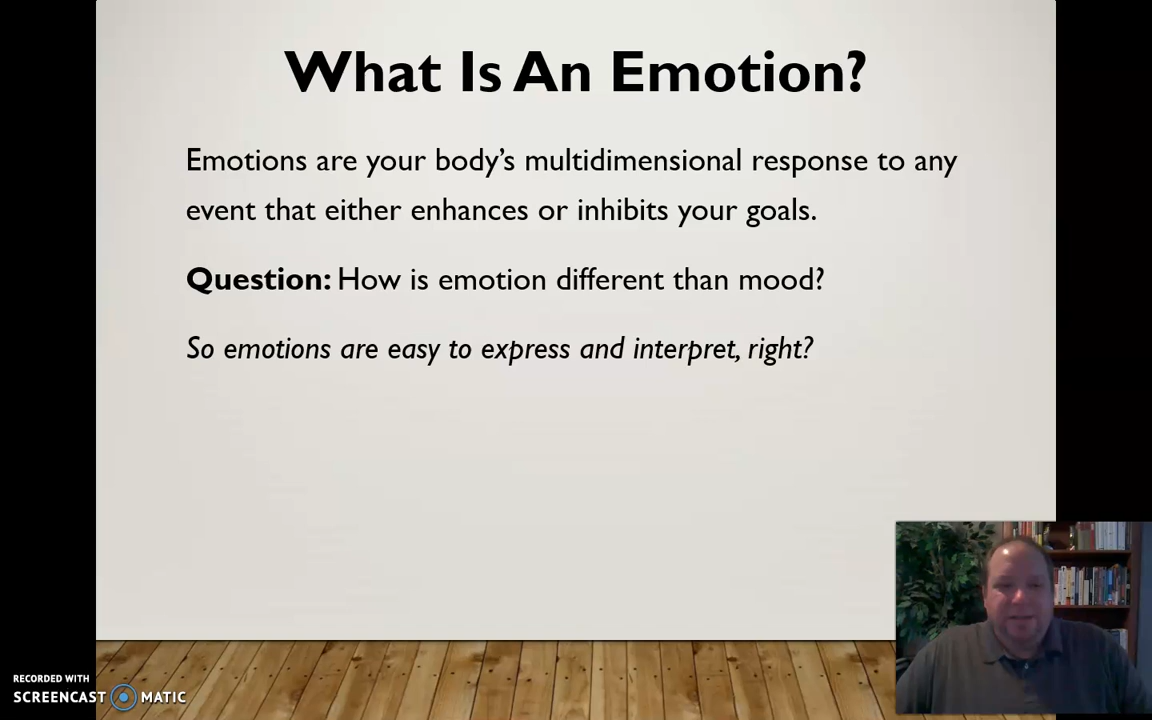 What Is An Emotion?
Emotions are your body’s multidimensional response to any
event that either enhances or inhibits your goals.
Question: How is emotion different than mood?
So emotions are easy to express and interpret, right?
RECORDED WITH
SCREENCAST MATIC